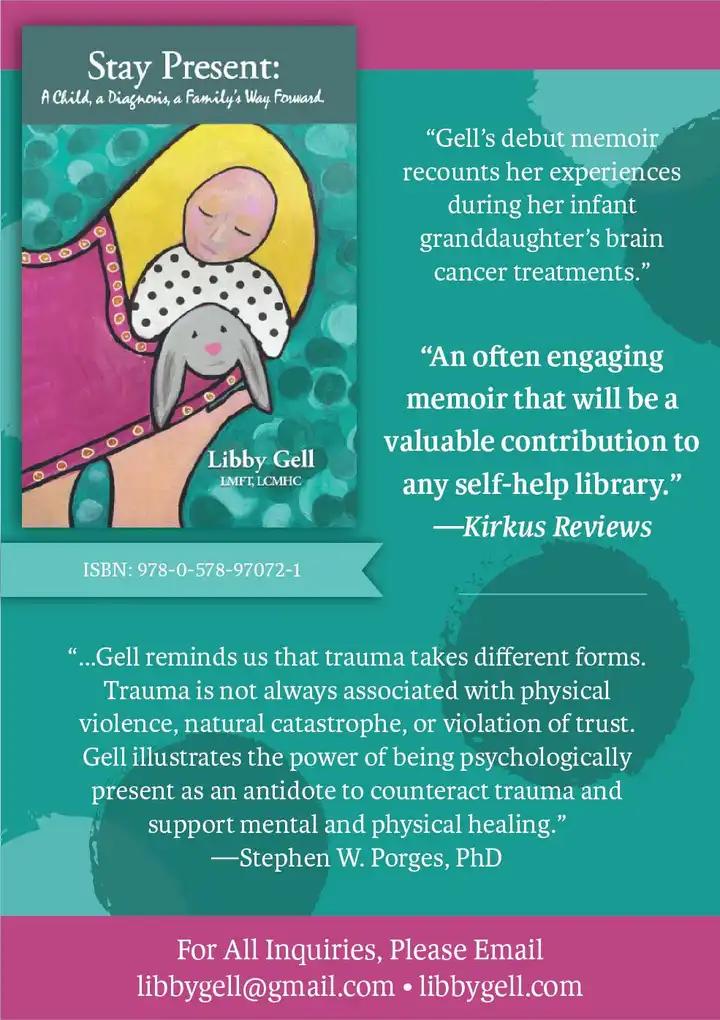 Stay Present:
A Child, a Diagnosis, a Family's Way Forward.
Libby Gell
LMFT, LCMHC
ISBN: 978-0-578-97072-1
“Gell’s debut memoir
recounts her experiences
during her infant
granddaughter’s brain
cancer treatments.”
“An often engaging
memoir that will be a
valuable contribution to
any self-help library.”
—Kirkus Reviews
“...Gell reminds us that trauma takes different forms.
Trauma is not always associated with physical
violence, natural catastrophe, or violation of trust.
Gell illustrates the power of being psychologically
present as an antidote to counteract trauma and
support mental and physical healing.”
—Stephen W. Porges, PhD
For All Inquiries, Please Email
libbygell@gmail.com • libbygell.com